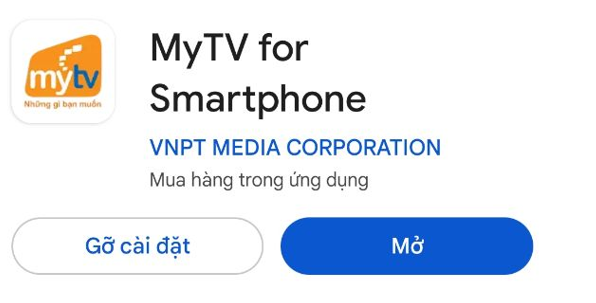 MyTV for
Smartphone
mytv
Những gì bạn muốn
VNPT MEDIA CORPORATION
Mua hàng trong ứng dụng
Gỡ cài đặt
Mở